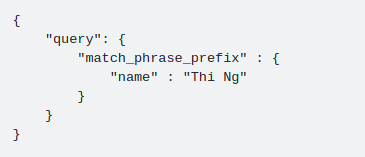 {
    "query": {
        "match_phrase_prefix" : {
            "name" : "Thi Ng"
        }
    }
}